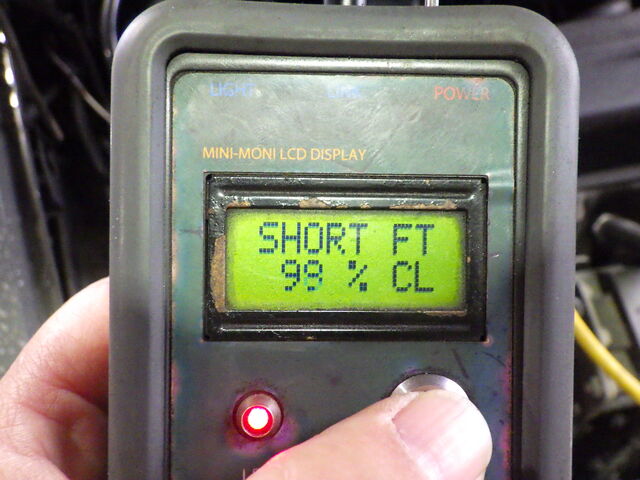 LIGHT
POWER
MINI-MONI LCD DISPLAY
SHORT FT
99 % CL